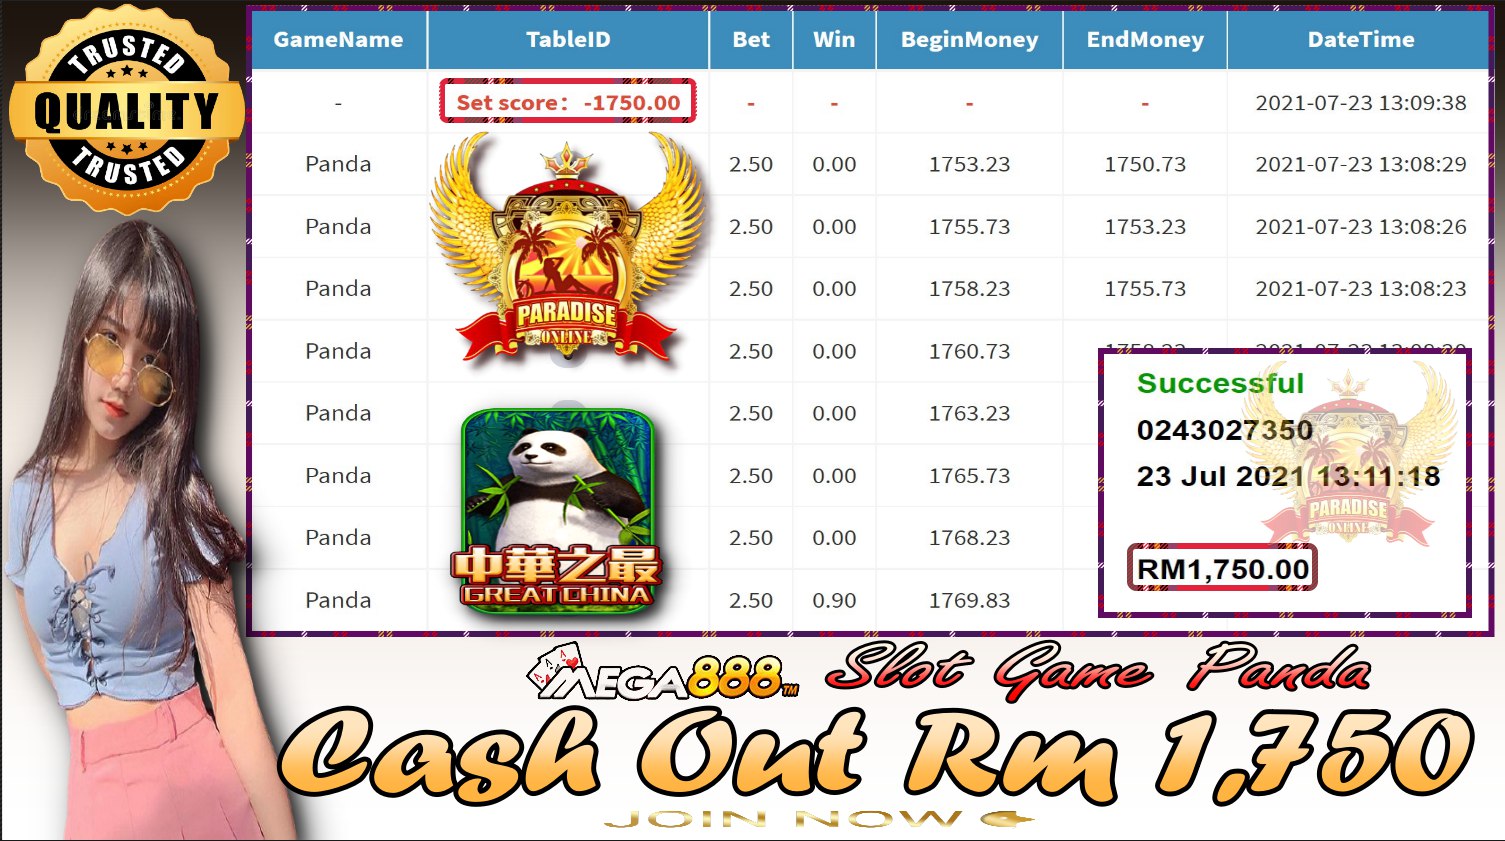 TRUSTED
QUALITY
TRUSTED
GameName TableID Bet Win BeginMoney EndMoney DateTime
- Set score: -1750.00 - - - - 2021-07-23 13:09:38
Panda 2.50 0.00 1753.23 1750.73 2021-07-23 13:08:29
Panda 2.50 0.00 1755.73 1753.23 2021-07-23 13:08:26
Panda 2.50 0.00 1758.23 1755.73 2021-07-23 13:08:23
PARADISE
ONLINE
Panda 2.50 0.00 1760.73
Panda 2.50 0.00 1763.23
Panda 2.50 0.00 1765.73
Panda 2.50 0.00 1768.23
Panda 2.50 0.90 1769.83
中華之最
GREAT CHINA
Successful
0243027350
23 Jul 2021 13:11:18
PARADISE
ONLINE
RM1,750.00
MEGA888 TM Slot Game Panda
Cash Out Rm 1,750
JOIN NOW